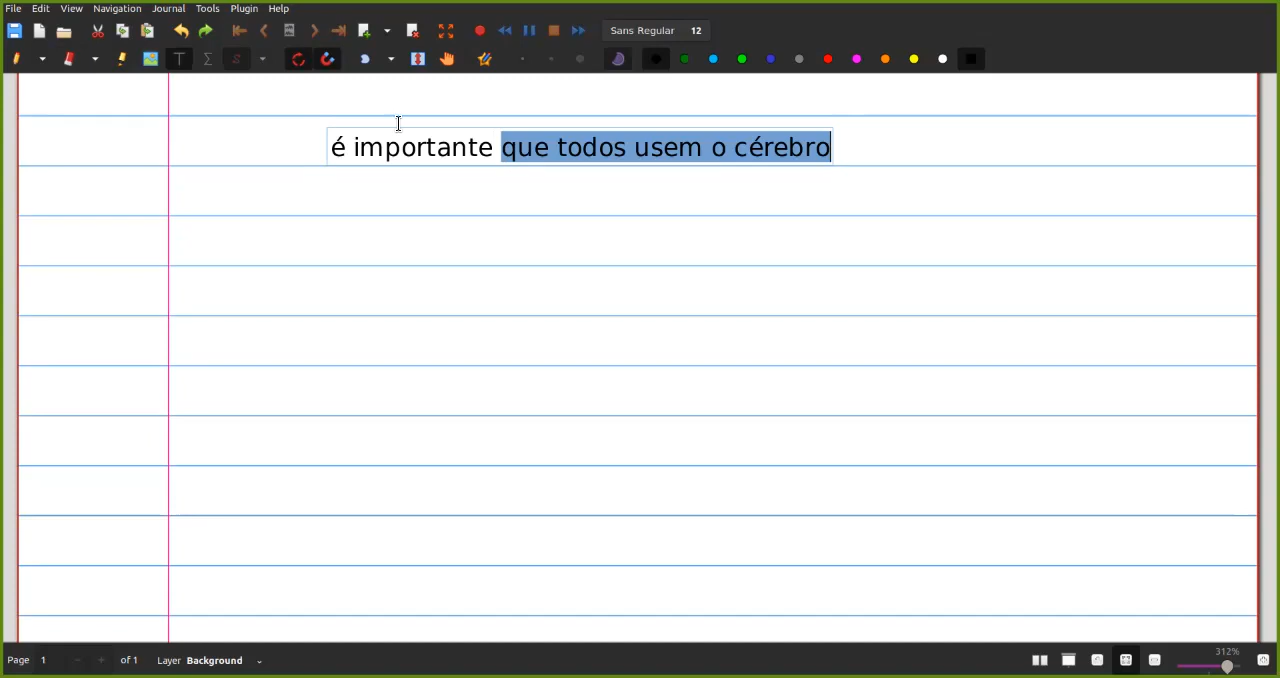 File Edit View Navigation Journal Tools Plugin Help
Sans Regular 12
é importante que todos usem o cérebro
Page 1 of 1 Layer Background 312%